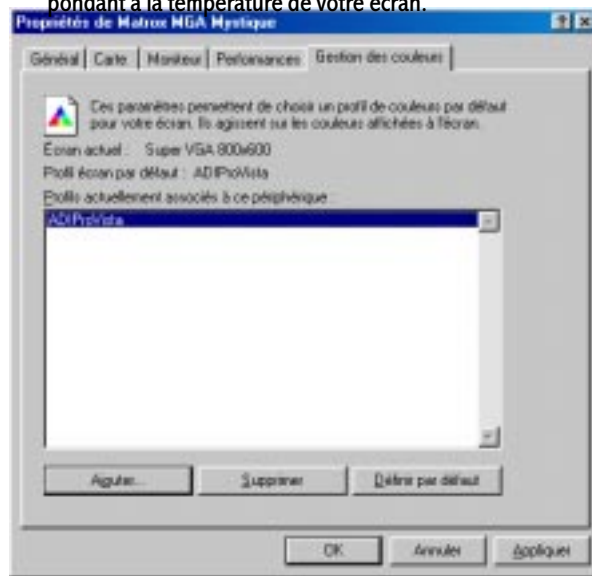 pondant à la température de votre écran.
Propriétés de Matrox MGA Mystique
Général Carte Moniteur Performances Gestion des couleurs
Ces paramètres permettent de choisir un profil de couleurs par défaut
pour votre écran. Ils agissent sur les couleurs affichées à l'écran.
Écran actuel : Super VGA 800x600
Profil écran par défaut : ADIProVista
Profils actuellement associés à ce périphérique :
ADIProVista
Ajouter... Supprimer Définir par défaut
OK Annuler Appliquer